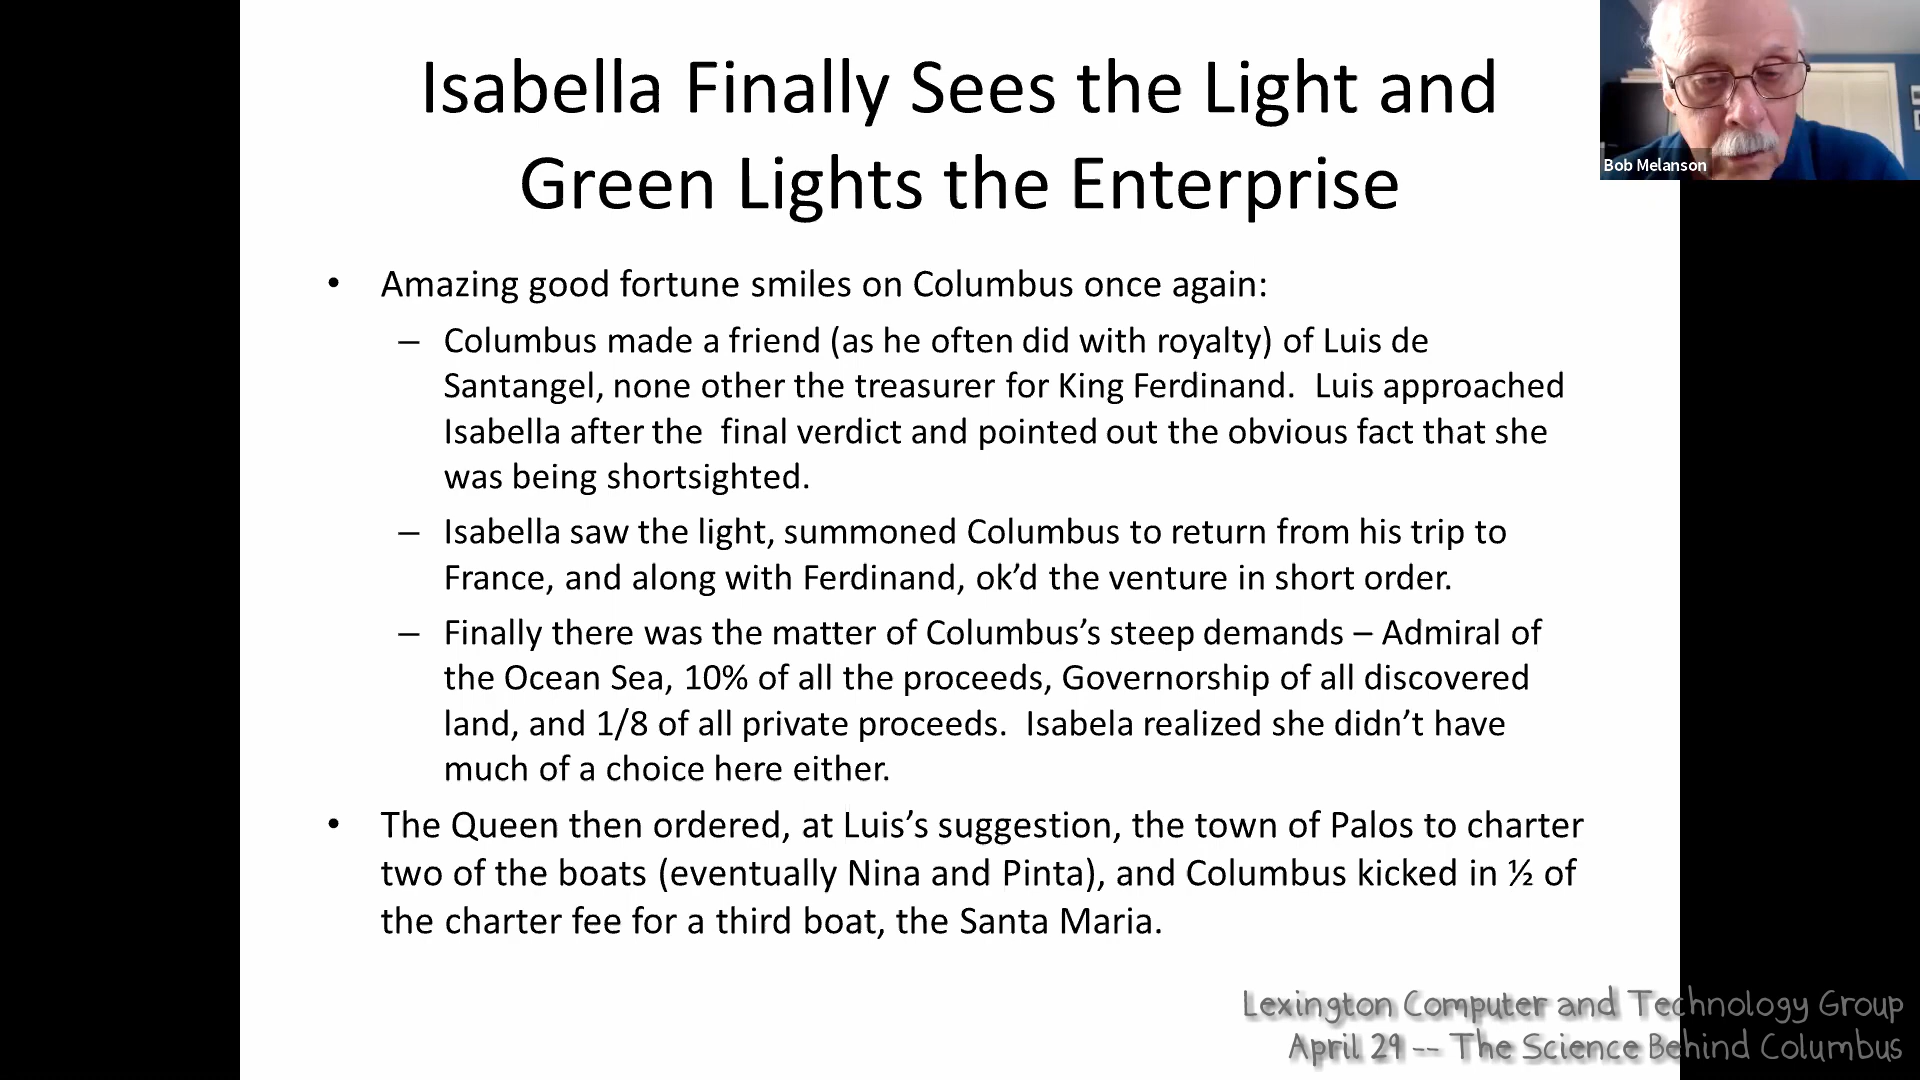 Isabella Finally Sees the Light and
Green Lights the Enterprise
Bob Melanson
• Amazing good fortune smiles on Columbus once again:
– Columbus made a friend (as he often did with royalty) of Luis de
Santangel, none other the treasurer for King Ferdinand.  Luis approached
Isabella after the  final verdict and pointed out the obvious fact that she
was being shortsighted.
– Isabella saw the light, summoned Columbus to return from his trip to
France, and along with Ferdinand, ok’d the venture in short order.
– Finally there was the matter of Columbus’s steep demands – Admiral of
the Ocean Sea, 10% of all the proceeds, Governorship of all discovered
land, and 1/8 of all private proceeds.  Isabela realized she didn’t have
much of a choice here either.
• The Queen then ordered, at Luis’s suggestion, the town of Palos to charter
two of the boats (eventually Nina and Pinta), and Columbus kicked in ½ of
the charter fee for a third boat, the Santa Maria.
Lexington Computer and Technology Group
April 29 -- The Science Behind Columbus